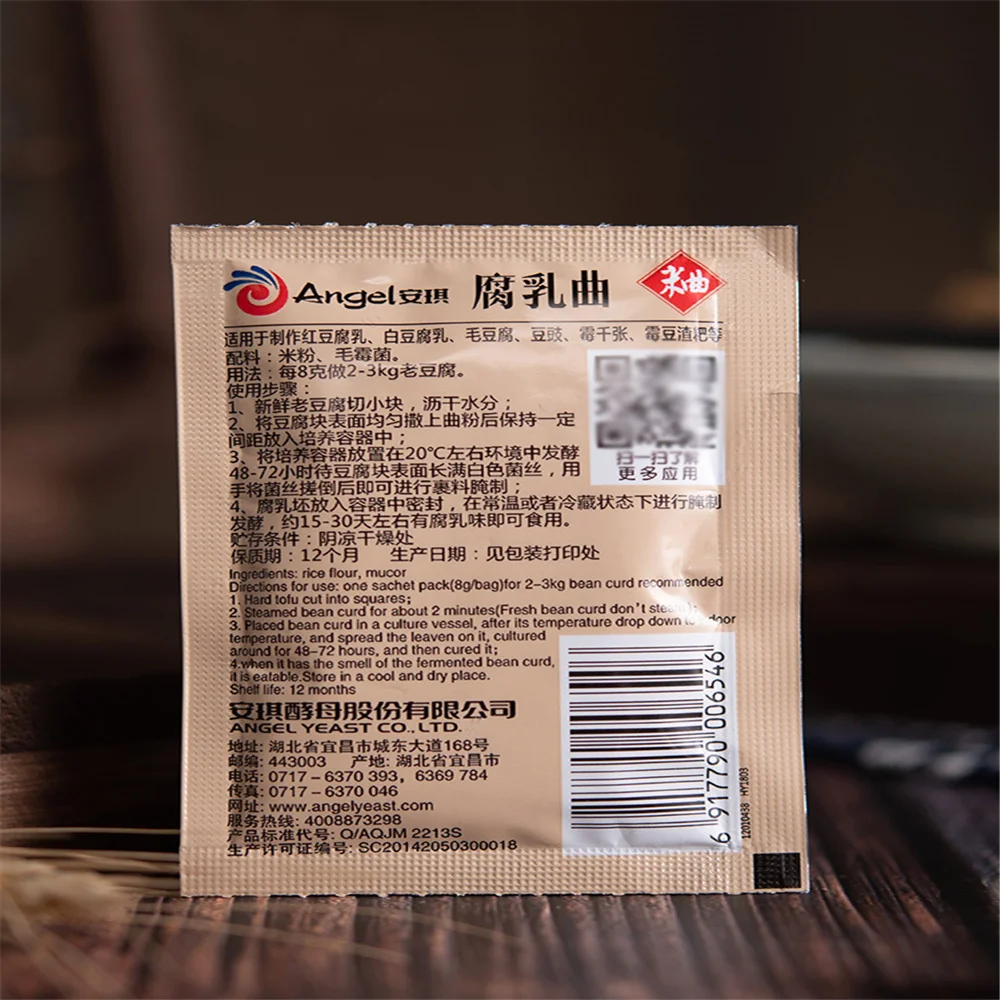 Angel安琪 腐乳曲
米曲
适用于制作红豆腐乳、白豆腐乳、毛豆腐、豆豉、霉千张、霉豆渣粑等
配料：米粉、毛霉菌。
用法：每8克做2-3kg老豆腐。
使用步骤：
1、新鲜老豆腐切小块，沥干水分；
2、将豆腐块表面均匀撒上曲粉后保持一定
间距放入培养容器中；
3、将培养容器放置在20℃左右环境中发酵
48-72小时待豆腐块表面长满白色菌丝，用
手将菌丝搓倒后即可进行裹料腌制；
4、腐乳坯放入容器中密封，在常温或者冷藏状态下进行腌制
发酵，约15-30天左右有腐乳味即可食用。
贮存条件：阴凉干燥处
保质期：12个月 生产日期：见包装打印处
扫一扫了解
更多应用
Ingredients: rice flour, mucor
Directions for use: one sachet pack(8g/bag)for 2-3kg bean curd recommended
1. Hard tofu cut into squares;
2. Steamed bean curd for about 2 minutes(Fresh bean curd don't steam);
3. Placed bean curd in a culture vessel, after its temperature drop down to door
temperature, and spread the leaven on it, cultured
around for 48-72 hours, and then cured it;
4.when it has the smell of the fermented bean curd,
it is eatable.Store in a cool and dry place.
Shelf life: 12 months
安琪酵母股份有限公司
ANGEL YEAST CO., LTD.
地址: 湖北省宜昌市城东大道168号
邮编: 443003 产地: 湖北省宜昌市
电话: 0717-6370 393, 6369 784
传真: 0717-6370 046
网址: www.angelyeast.com
服务热线: 4008873298
产品标准代号: Q/AQJM 2213S
生产许可证编号: SC20142050300018
6 917790 006546
12010438 HY1803